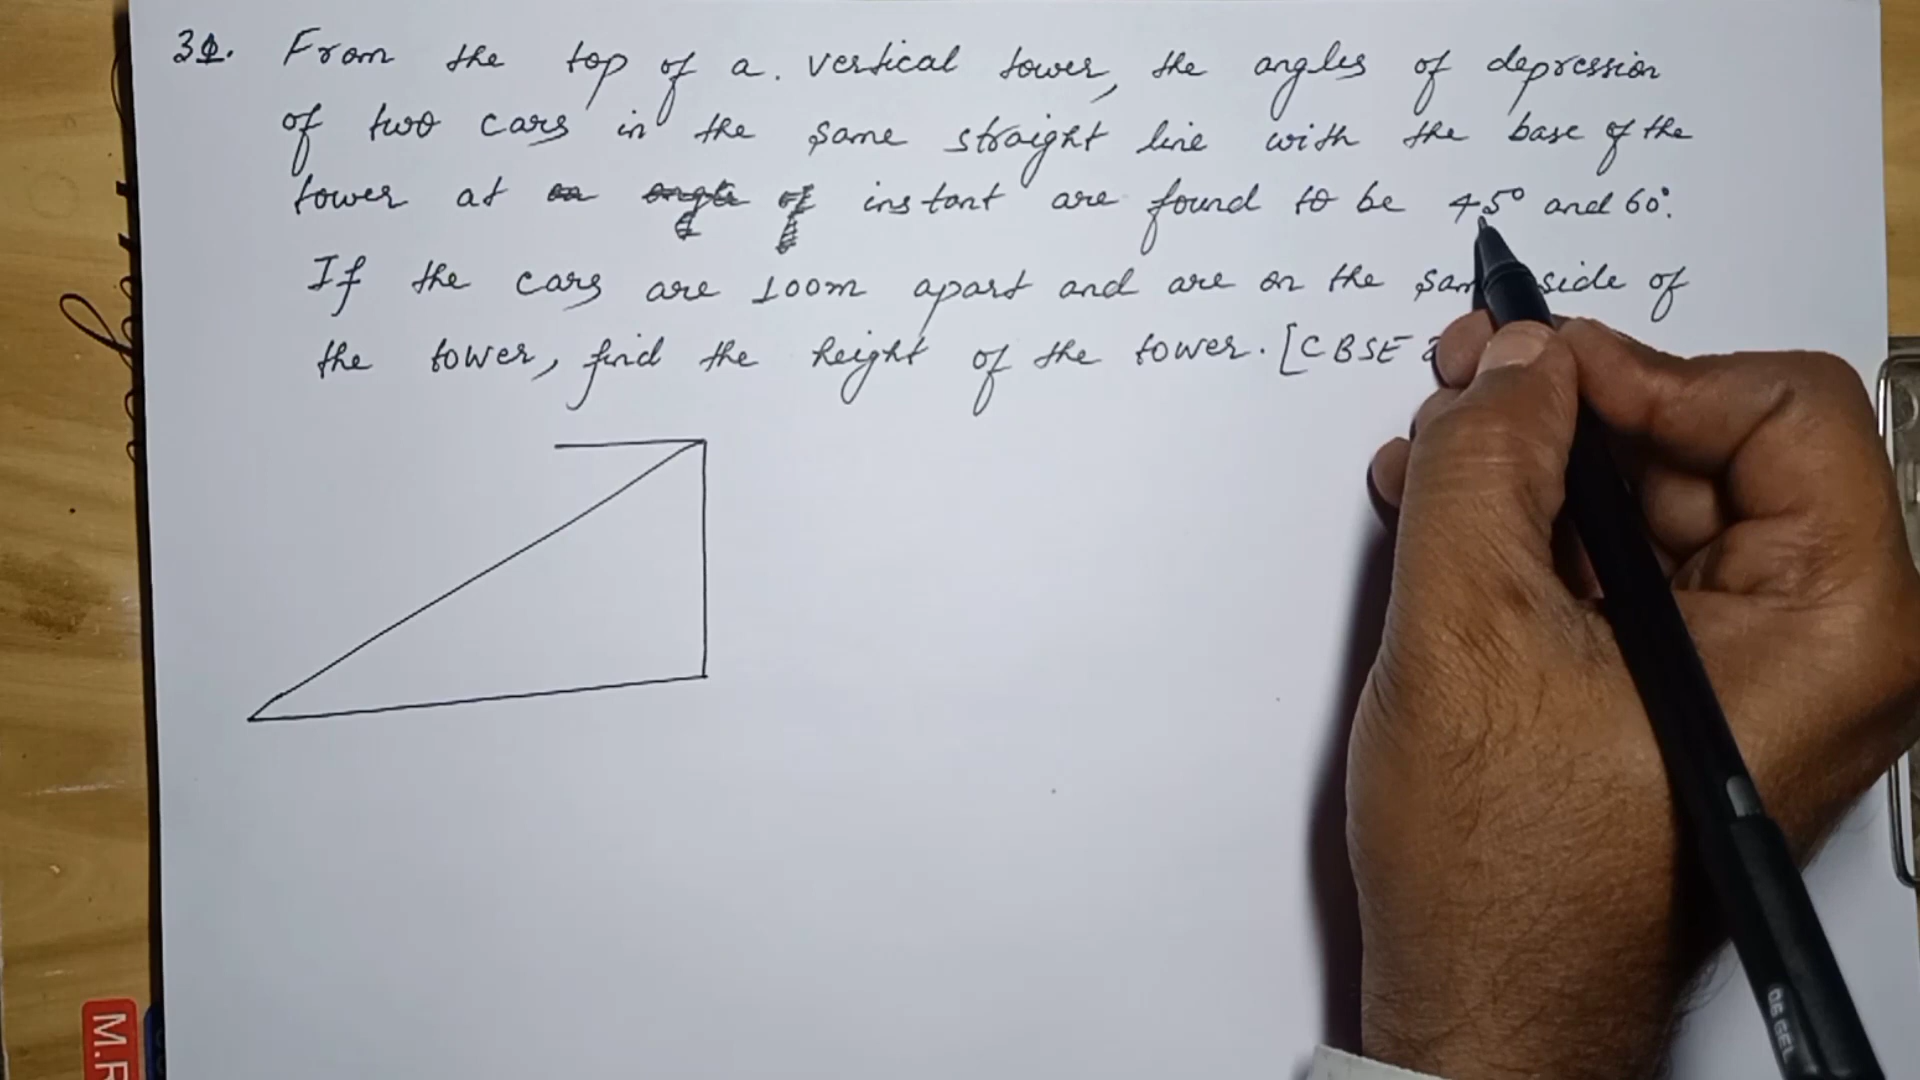 31. From the top of a. vertical tower, the angles of depression
of two cars in the same straight line with the base of the
tower at an angle of instant are found to be 45° and 60°.
If the cars are 100m apart and are on the side of
the tower, find the height of the tower. [CBSE
M.R
06 GEL